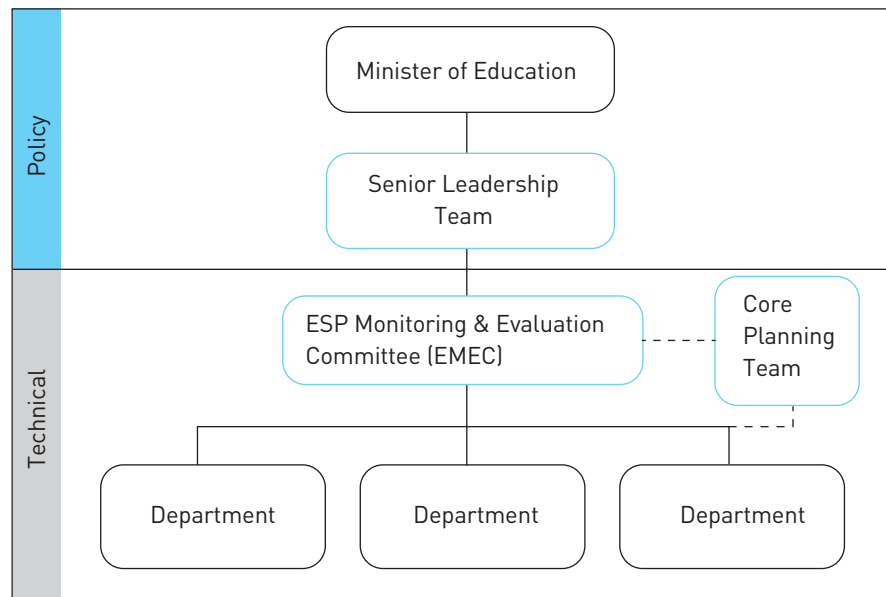 Policy
Minister of Education
Senior Leadership
Team
Technical
ESP Monitoring & Evaluation
Committee (EMEC)
Core
Planning
Team
Department
Department
Department